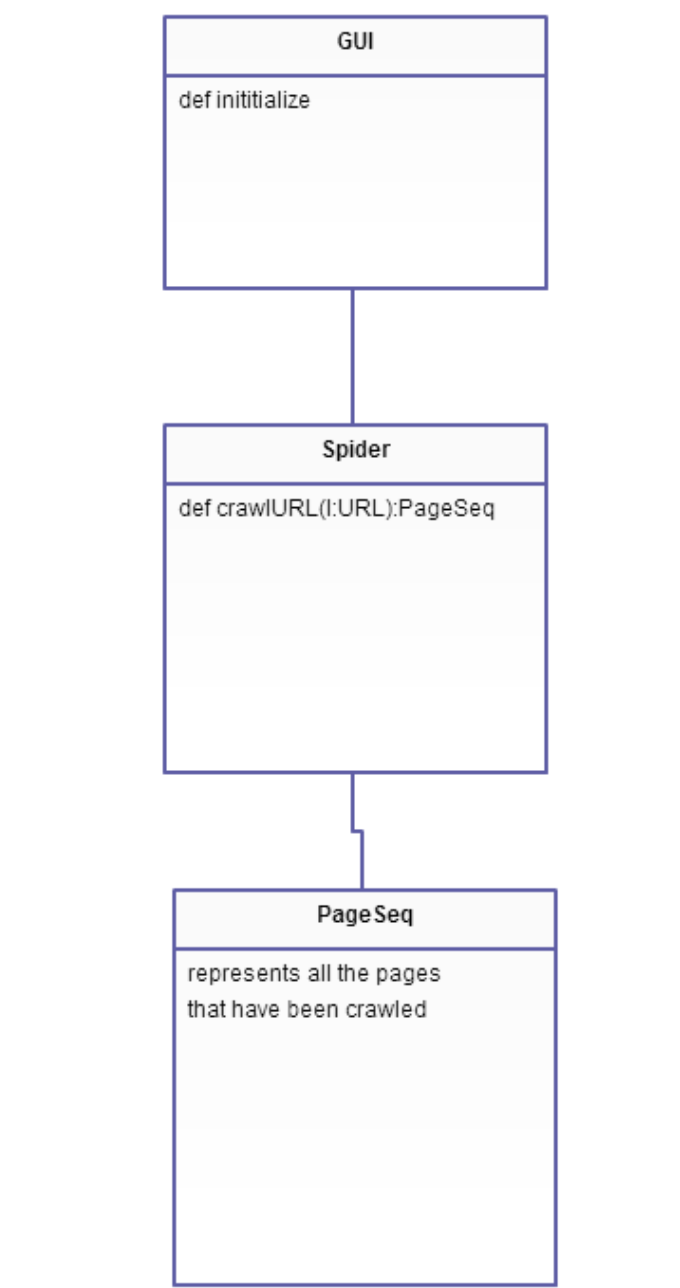 GUI
def inititialize
Spider
def crawlURL(l:URL):PageSeq
PageSeq
represents all the pages
that have been crawled